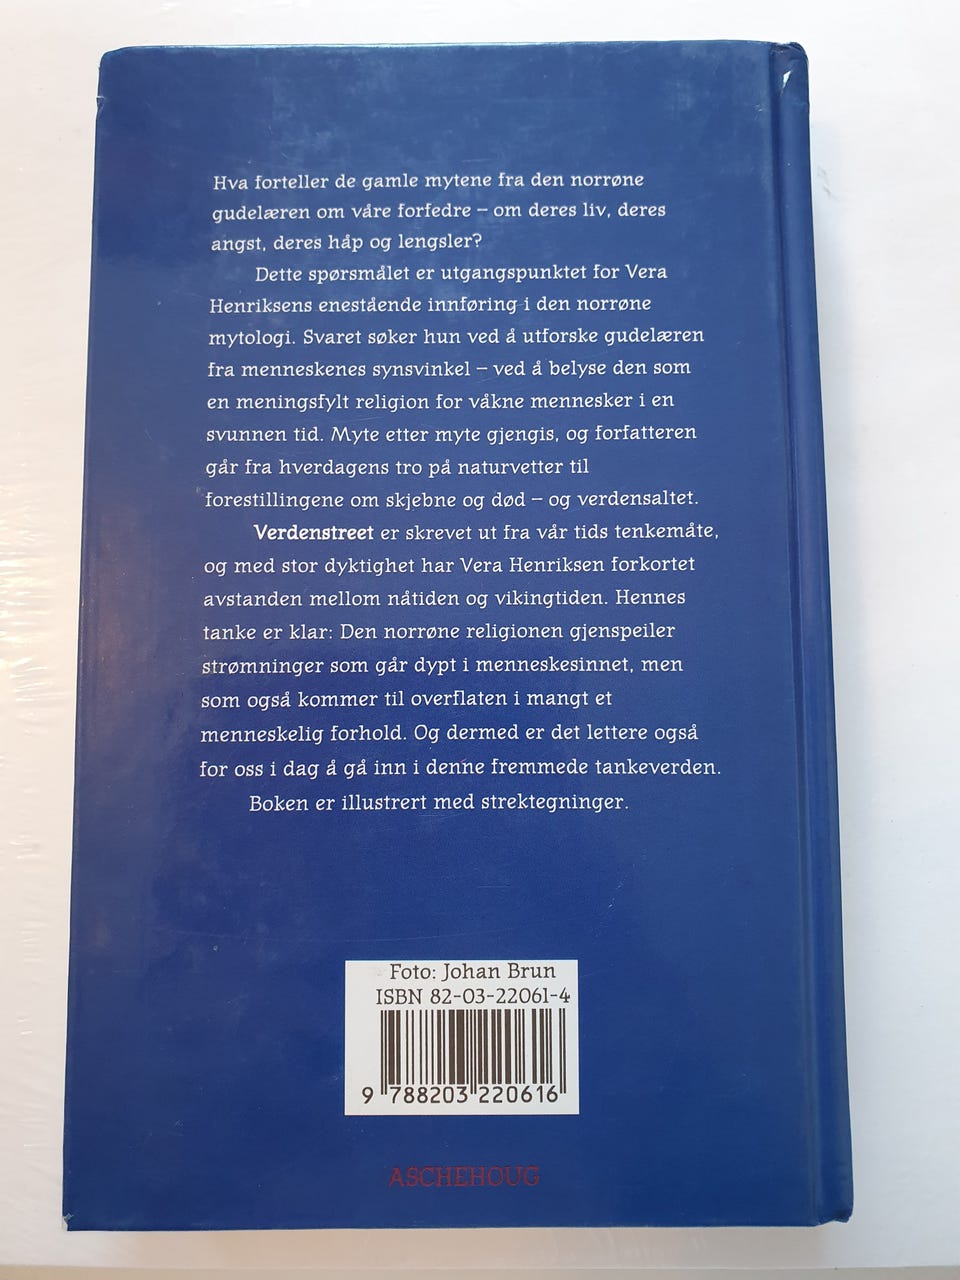 Hva forteller de gamle mytene fra den norrøne
gudelæren om våre forfedre – om deres liv, deres
angst, deres håp og lengsler?
Dette spørsmålet er utgangspunktet for Vera
Henriksens enestående innføring i den norrøne
mytologi. Svaret søker hun ved å utforske gudelæren
fra menneskenes synsvinkel – ved å belyse den som
en meningsfylt religion for våkne mennesker i en
svunnen tid. Myte etter myte gjengis, og forfatteren
går fra hverdagens tro på naturvetter til
forestillingene om skjebne og død – og verdensaltet.
Verdenstreet er skrevet ut fra vår tids tenkemåte,
og med stor dyktighet har Vera Henriksen forkortet
avstanden mellom nåtiden og vikingtiden. Hennes
tanke er klar: Den norrøne religionen gjenspeiler
strømninger som går dypt i menneskesinnet, men
som også kommer til overflaten i mangt et
menneskelig forhold. Og dermed er det lettere også
for oss i dag å gå inn i denne fremmede tankeverden.
Boken er illustrert med strektegninger.
Foto: Johan Brun
ISBN 82-03-22061-4
9 788203 220616
ASCHEHOUG